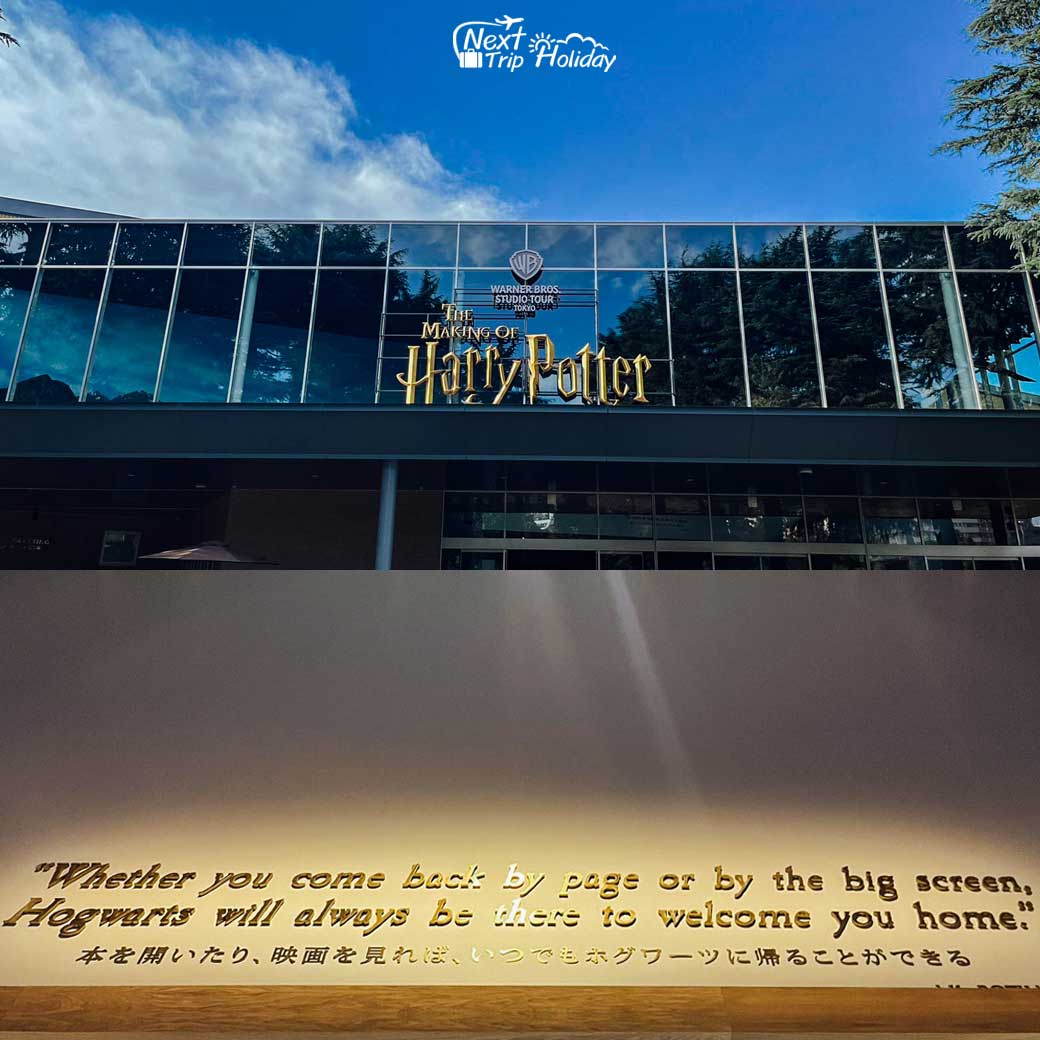 Next
Trip Holiday
WB
WARNER BROS.
STUDIO TOUR
TOKYO
THE
MAKING OF
Harry Potter
"Whether you come back by page or by the big screen,
Hogwarts will always be there to welcome you home."
本を開いたり、映画を見れば、いつでもホグワーツに帰ることができる